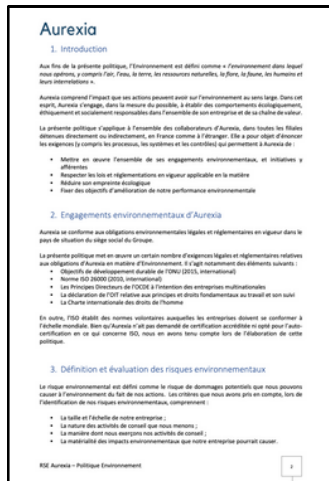 Aurexia
1. Introduction
Aux fins de la présente politique, l'Environnement est défini comme « l'environnement dans lequel
nous opérons, y compris l'air, l'eau, la terre, les ressources naturelles, la flore, la faune, les humains et
leurs interrelations ».
Aurexia comprend l'impact que ses actions peuvent avoir sur l'environnement au sens large. Dans cet
esprit, Aurexia s'engage, dans la mesure du possible, à établir des comportements écologiquement,
éthiquement et socialement responsables dans l'ensemble de son entreprise et de sa chaîne de valeur.
La présente politique s'applique à l'ensemble des collaborateurs d'Aurexia, dans toutes les filiales
détenues directement ou indirectement, en France comme à l'étranger. Elle a pour objet d'énoncer
les exigences (y compris les processus, les systèmes et les contrôles) qui permettent à Aurexia de :
• Mettre en œuvre l'ensemble de ses engagements environnementaux, et initiatives y
afférentes
• Respecter les lois et réglementations en vigueur applicable en la matière
• Réduire son empreinte écologique
• Fixer des objectifs d'amélioration de notre performance environnementale
2. Engagements environnementaux d'Aurexia
Aurexia se conforme aux obligations environnementales légales et réglementaires en vigueur dans le
pays de situation du siège social du Groupe.
La présente politique met en œuvre un certain nombre d'exigences légales et réglementaires relatives
aux obligations d'Aurexia en matière d'Environnement. Il s'agit notamment des éléments suivants :
• Objectifs de développement durable de l'ONU (2015, international)
• Norme ISO 26000 (2010, international)
• Les Principes Directeurs de l'OCDE à l'intention des entreprises multinationales
• La déclaration de l'OIT relative aux principes et droits fondamentaux au travail et son suivi
• La Charte internationale des droits de l'homme
En outre, l'ISO établit des normes volontaires auxquelles les entreprises doivent se conformer à
l'échelle mondiale. Bien qu'Aurexia n'ait pas demandé de certification accréditée ni opté pour l'auto-
certification en ce qui concerne ISO, nous en avons tenu compte lors de l'élaboration de cette
politique.
3. Définition et évaluation des risques environnementaux
Le risque environnemental est défini comme le risque de dommages potentiels que nous pouvons
causer à l'environnement du fait de nos actions. Les critères que nous avons pris en compte, lors de
l'identification de nos risques environnementaux, comprennent :
• La taille et l'échelle de notre entreprise ;
• La nature des activités de conseil que nous menons ;
• La manière dont nous exerçons nos activités de conseil ;
• La matérialité des impacts environnementaux que notre entreprise pourrait causer.
RSE Aurexia – Politique Environnement